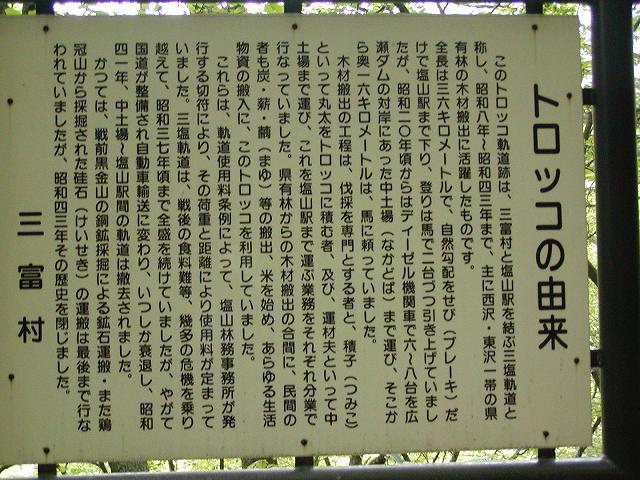 トロッコの由来
このトロッコ軌道跡は、三富村と塩山駅を結ぶ三塩軌道と
称し、昭和八年～昭和四三年まで、主に西沢・東沢一帯の県
有林の木材搬出に活躍したものです。
全長は三六キロメートルで、自然勾配をせび（ブレーキ）だ
けで塩山駅まで下り、登りは馬で二台づつ引き上げていまし
たが、昭和二〇年頃からはディーゼル機関車で六～八台を広
瀬ダムの対岸にあった中土場（なかどば）まで運び、そこか
ら奥一六キロメートルは、馬に頼っていました。
木材搬出の工程は、伐採を専門とする者と、積子（つみこ）
といって丸太をトロッコに積む者、及び、運材夫といって中
土場まで運び、これを塩山駅まで運ぶ業務をそれぞれ分業で
行なっていました。県有林からの木材搬出の合間に、民間の
者も炭・薪・繭（まゆ）等の搬出、米を始め、あらゆる生活
物資の搬入に、このトロッコを利用していました。
これらは、軌道使用料条例によって、塩山林務事務所が発
行する切符により、その荷重と距離により使用料が定まって
いました。三塩軌道は、戦後の食料難等、幾多の危機を乗り
越えて、昭和三七年頃まで全盛を続けていましたが、やがて
国道が整備され自動車輸送に変わり、いつしか衰退し、昭和
四一年、中土場～塩山駅間の軌道は撤去されました。
かつては、戦前黒金山の鋼鉱採掘による鉱石運搬・また鶏
冠山から採掘された硅石（けいせき）の運搬は最後まで行な
われていましたが、昭和四三年その歴史を閉じました。
三富村